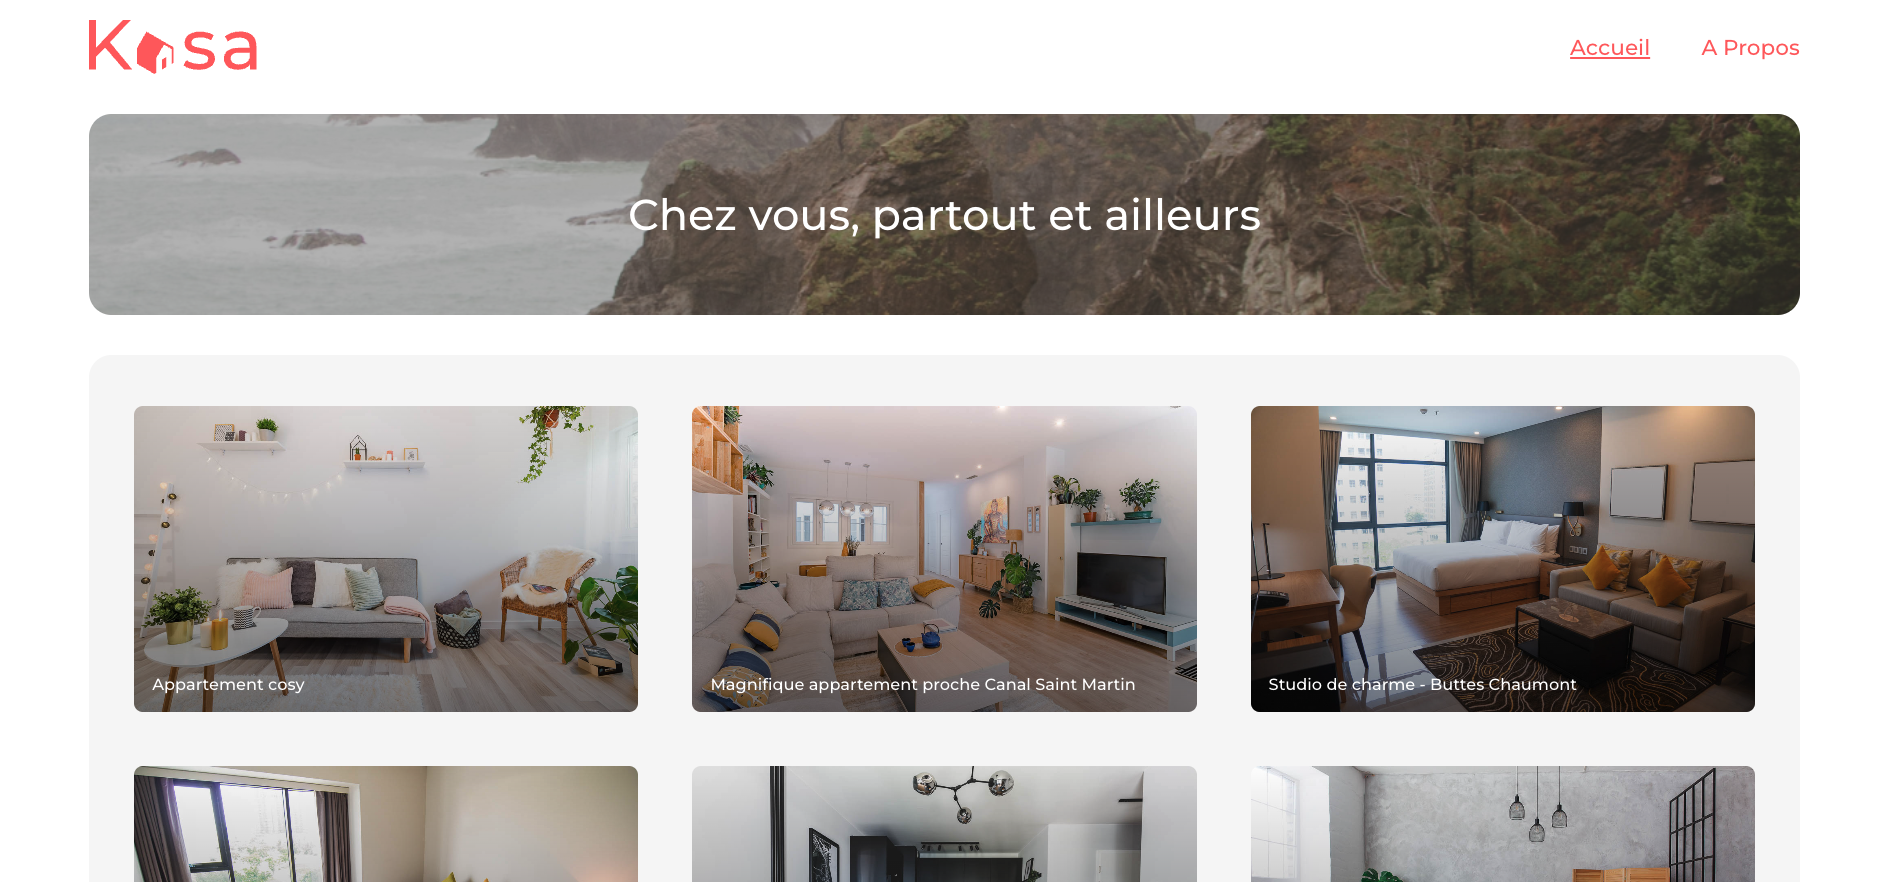 Kasa
Accueil
A Propos
Chez vous, partout et ailleurs
Appartement cosy
Magnifique appartement proche Canal Saint Martin
Studio de charme - Buttes Chaumont